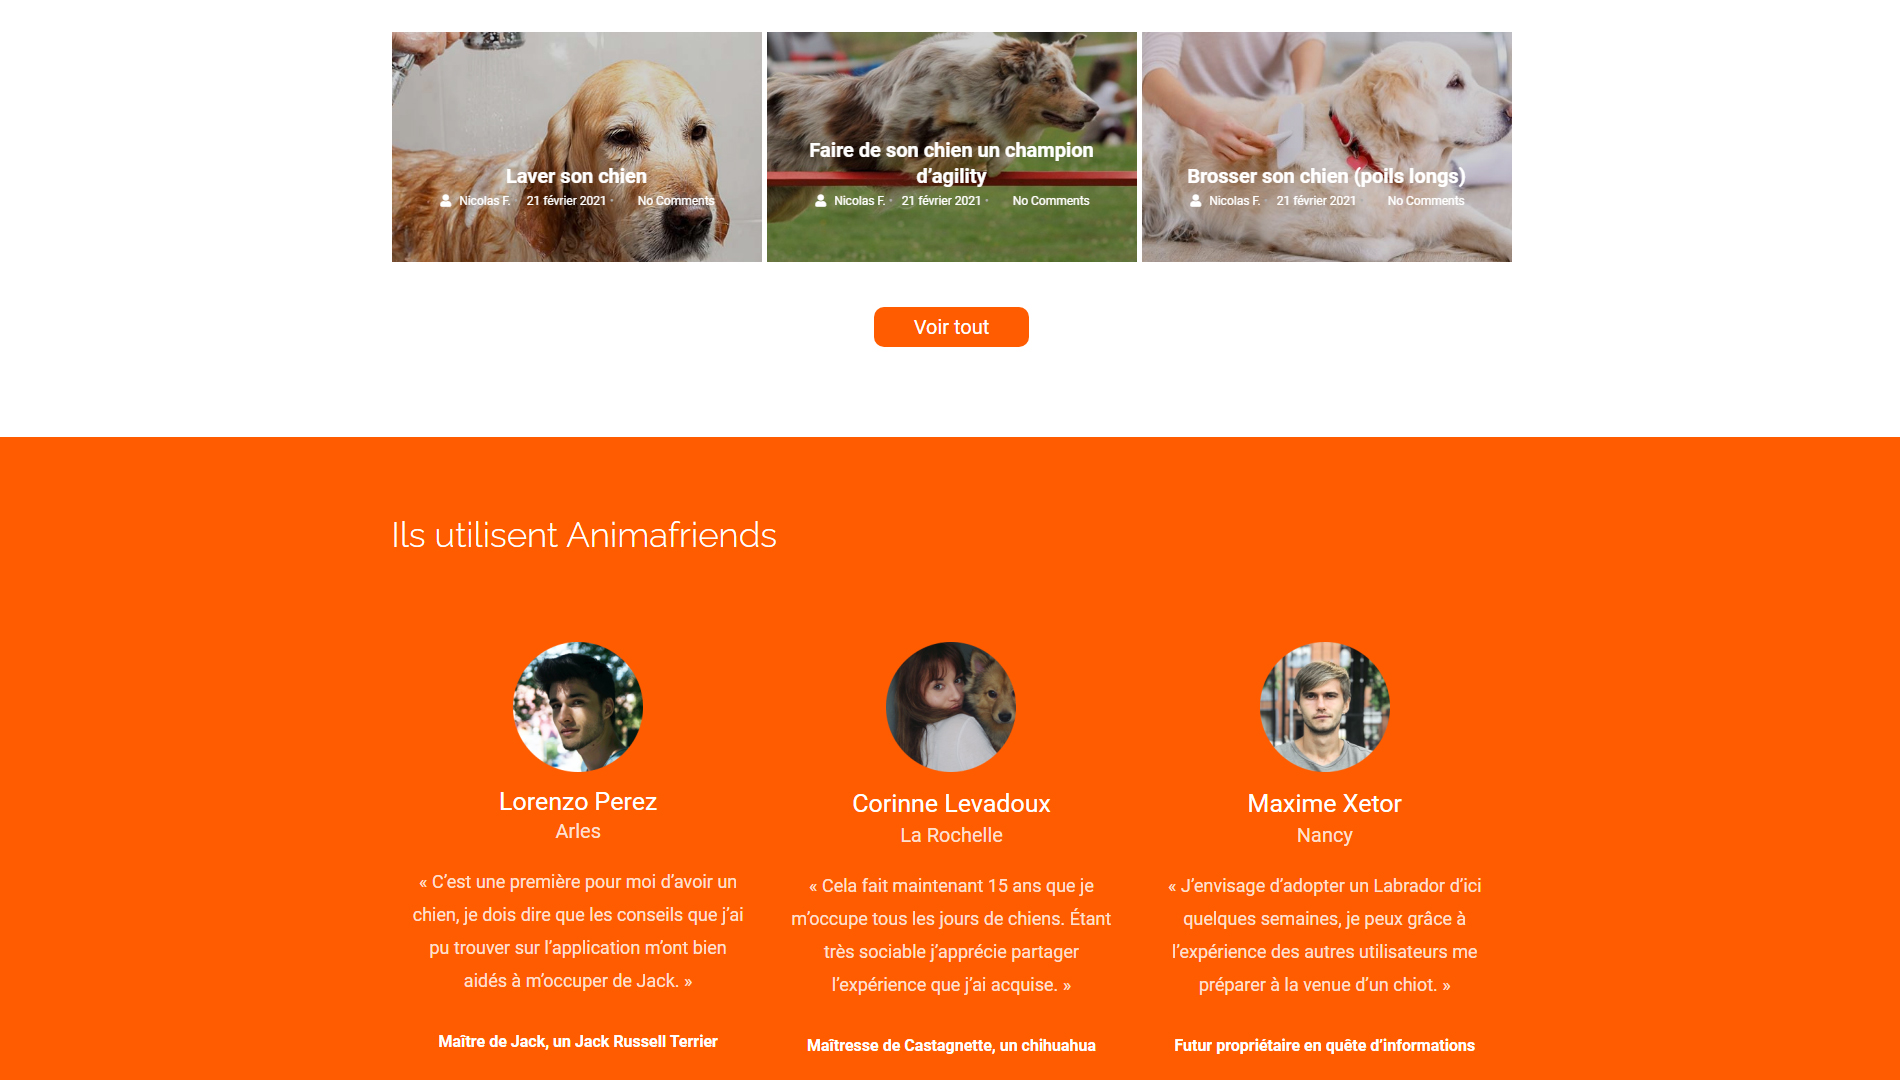 Laver son chien
Nicolas F. 21 février 2021 No Comments
Faire de son chien un champion
d’agility
Nicolas F. 21 février 2021 No Comments
Brosser son chien (poils longs)
Nicolas F. 21 février 2021 No Comments
Voir tout
Ils utilisent Animafriends
Lorenzo Perez
Arles
« C’est une première pour moi d’avoir un
chien, je dois dire que les conseils que j’ai
pu trouver sur l’application m’ont bien
aidés à m’occuper de Jack. »
Maître de Jack, un Jack Russell Terrier
Corinne Levadoux
La Rochelle
« Cela fait maintenant 15 ans que je
m’occupe tous les jours de chiens. Étant
très sociable j’apprécie partager
l’expérience que j’ai acquise. »
Maîtresse de Castagnette, un chihuahua
Maxime Xetor
Nancy
« J’envisage d’adopter un Labrador d’ici
quelques semaines, je peux grâce à
l’expérience des autres utilisateurs me
préparer à la venue d’un chiot. »
Futur propriétaire en quête d’informations